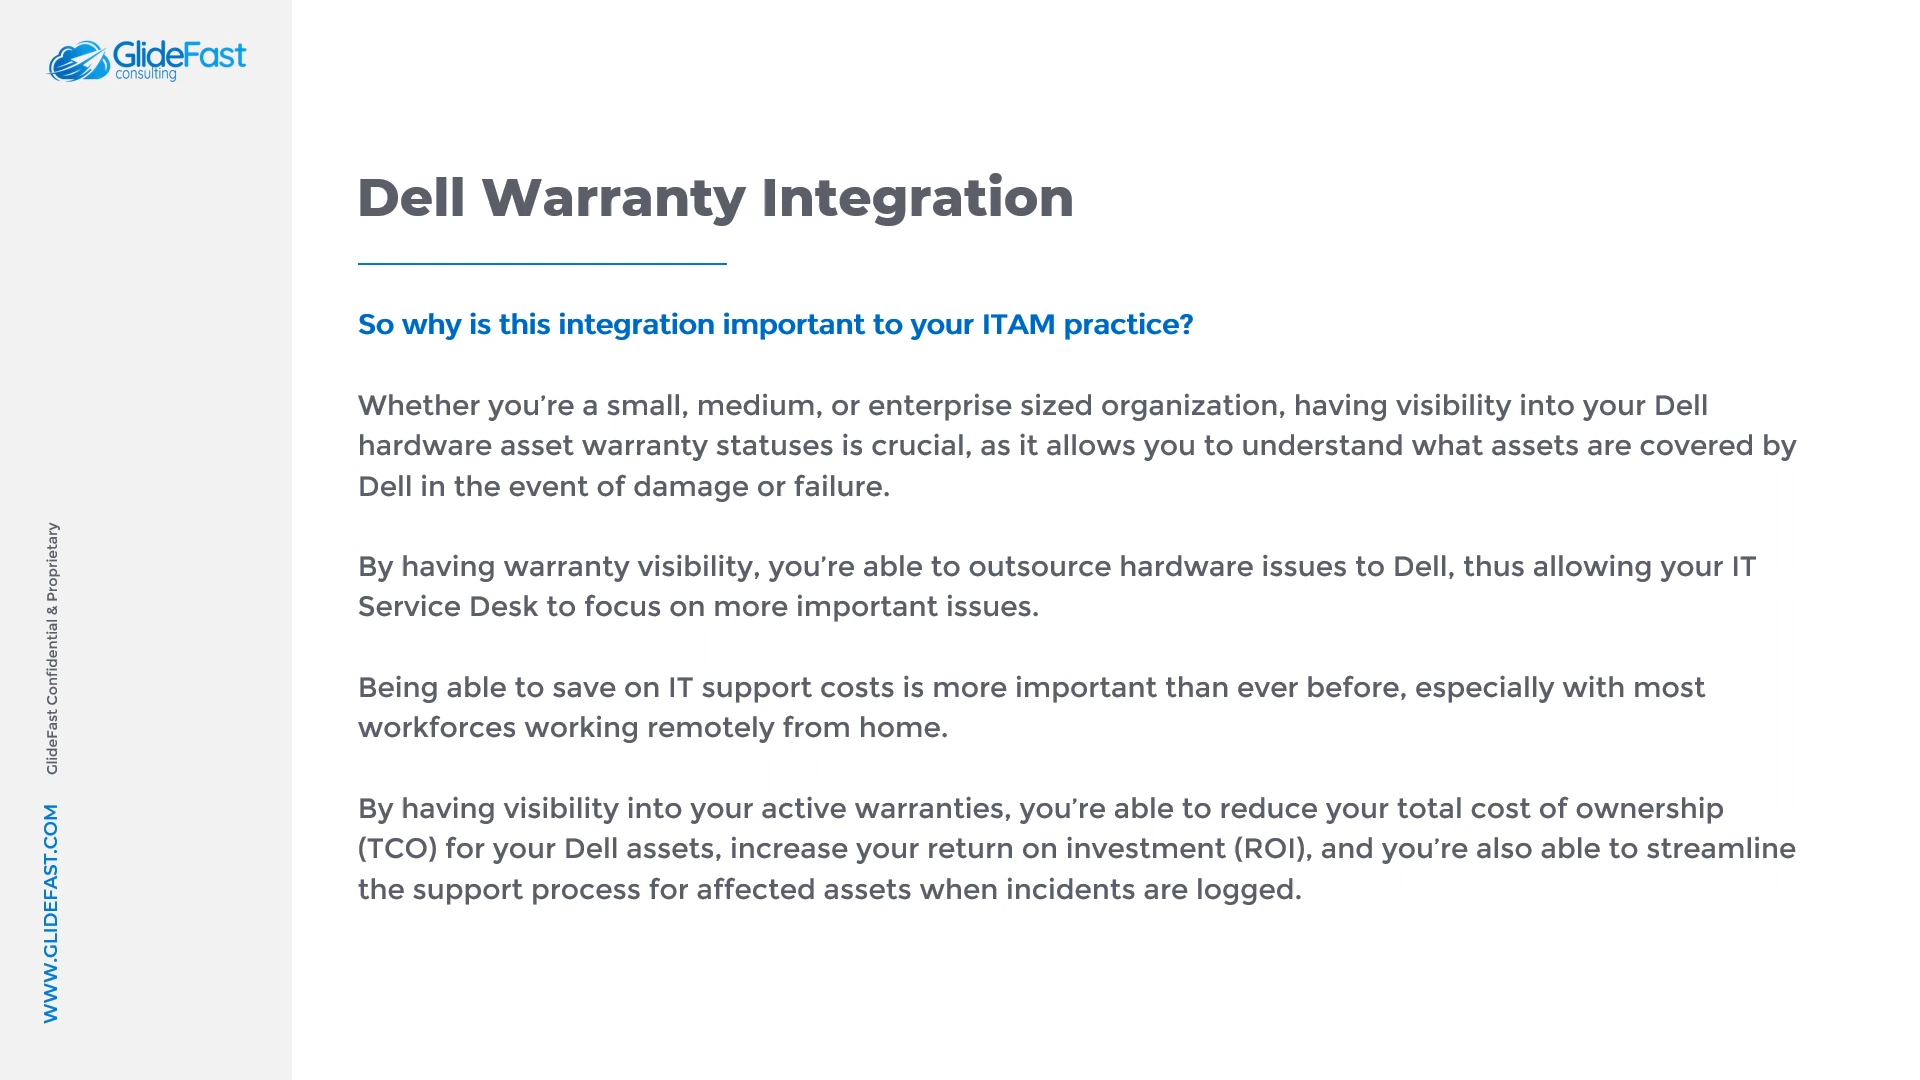 GlideFast
consulting
Dell Warranty Integration
So why is this integration important to your ITAM practice?
Whether you’re a small, medium, or enterprise sized organization, having visibility into your Dell
hardware asset warranty statuses is crucial, as it allows you to understand what assets are covered by
Dell in the event of damage or failure.
By having warranty visibility, you’re able to outsource hardware issues to Dell, thus allowing your IT
Service Desk to focus on more important issues.
Being able to save on IT support costs is more important than ever before, especially with most
workforces working remotely from home.
By having visibility into your active warranties, you’re able to reduce your total cost of ownership
(TCO) for your Dell assets, increase your return on investment (ROI), and you’re also able to streamline
the support process for affected assets when incidents are logged.
WWW.GLIDEFAST.COM GlideFast Confidential & Proprietary